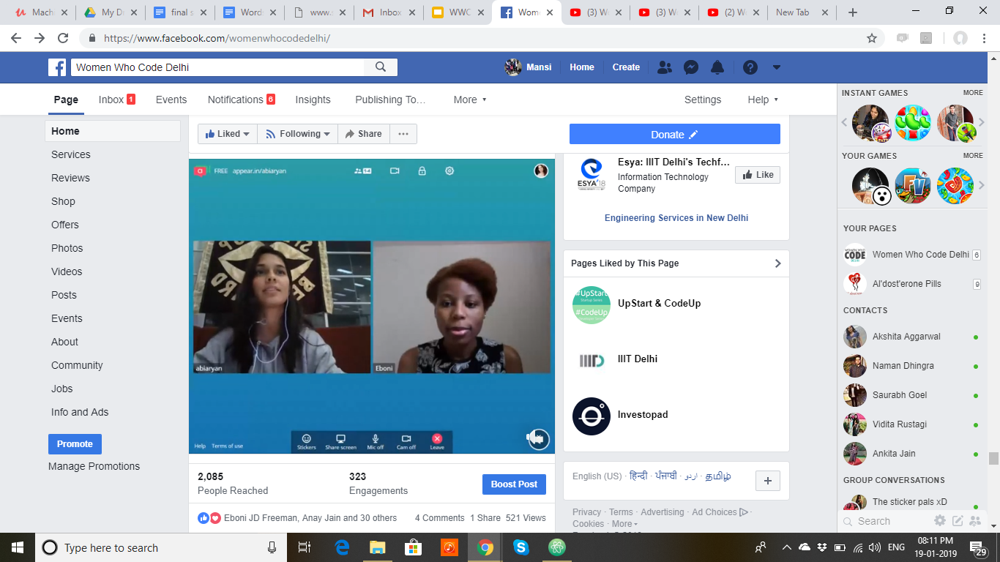 Mach
My D
final s
Words
www.
Inbox
WWC
Wom
(3) W
(3) W
(2) W
New Tab
https://www.facebook.com/womenwhocodedelhi/
Women Who Code Delhi
Mansi
Home
Create
Page
Inbox 1
Events
Notifications 6
Insights
Publishing To…
More
Settings
Help
Home
Services
Reviews
Shop
Offers
Photos
Videos
Posts
Events
About
Community
Jobs
Info and Ads
Promote
Manage Promotions
Liked
Following
Share
Donate
FREE appear.in/abiaryan
14
abiaryan
Eboni
Help Terms of use
Stickers
Share screen
Mic off
Cam off
Leave
2,085
People Reached
323
Engagements
Boost Post
Eboni JD Freeman, Anay Jain and 30 others
4 Comments 1 Share 521 Views
ESYA'18
Esya: IIIT Delhi's Techf…
Information Technology
Company
Like
Engineering Services in New Delhi
Pages Liked by This Page
#UpStart
Startup Series
#CodeUp
UpStart & CodeUp
IIIT Delhi
Investopad
English (US) · हिन्दी · ਪੰਜਾਬੀ · اردو · தமிழ்
Privacy · Terms · Advertising · Ad Choices ·
Cookies · More
INSTANT GAMES
MORE
YOUR GAMES
MORE
YOUR PAGES
WOMEN WHO
CODE
DELHI
Women Who Code Delhi 6
Al'dost'erone Pills 9
CONTACTS
Akshita Aggarwal
Naman Dhingra
Saurabh Goel
Vidita Rustagi
Ankita Jain
GROUP CONVERSATIONS
The sticker pals xD
Search
Type here to search
ENG
08:11 PM
19-01-2019
29